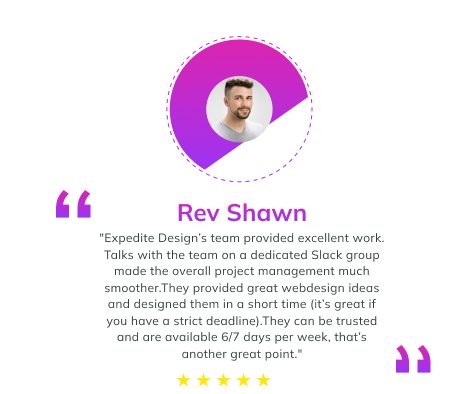 Rev Shawn
"Expedite Design’s team provided excellent work.
Talks with the team on a dedicated Slack group
made the overall project management much
smoother.They provided great webdesign ideas
and designed them in a short time (it’s great if
you have a strict deadline).They can be trusted
and are available 6/7 days per week, that’s
another great point."